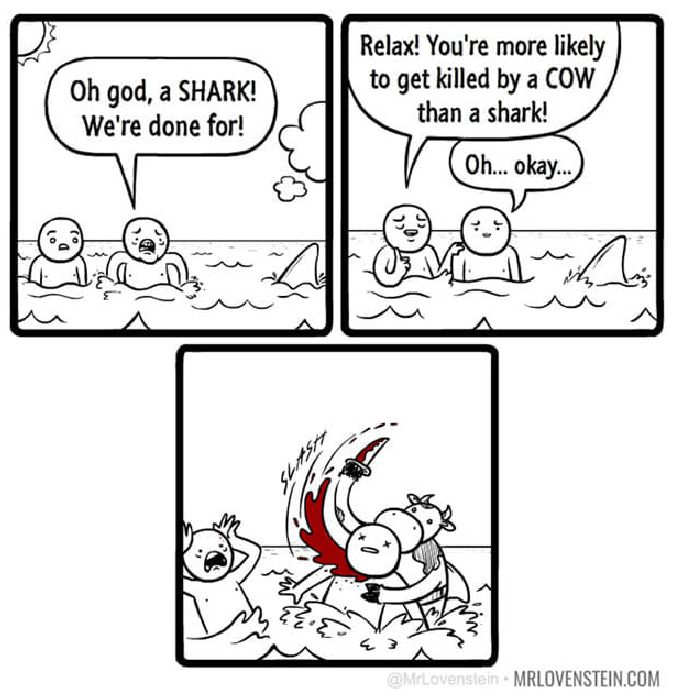 Oh god, a SHARK!
We're done for!
Relax! You're more likely
to get killed by a COW
than a shark!
Oh... okay...
SLASH
@MrLovenstein • MRLOVENSTEIN.COM